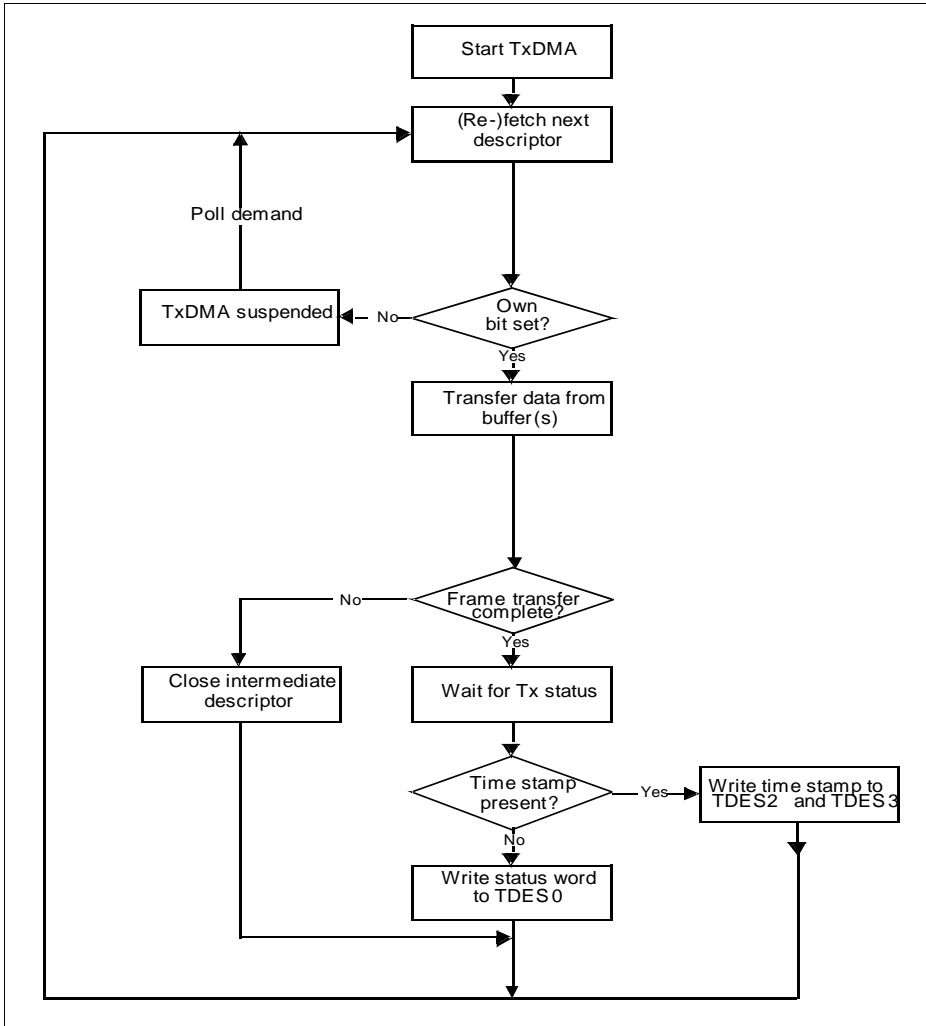 Start TxDMA
(Re-)fetch next
descriptor
Poll demand
TxDMA suspended
No
Own
bit set?
Yes
Transfer data from
buffer(s)
No
Frame transfer
complete?
Yes
Close intermediate
descriptor
Wait for Tx status
Time stamp
present?
Yes
Write time stamp to
TDES2 and TDES3
No
Write status word
to TDES0